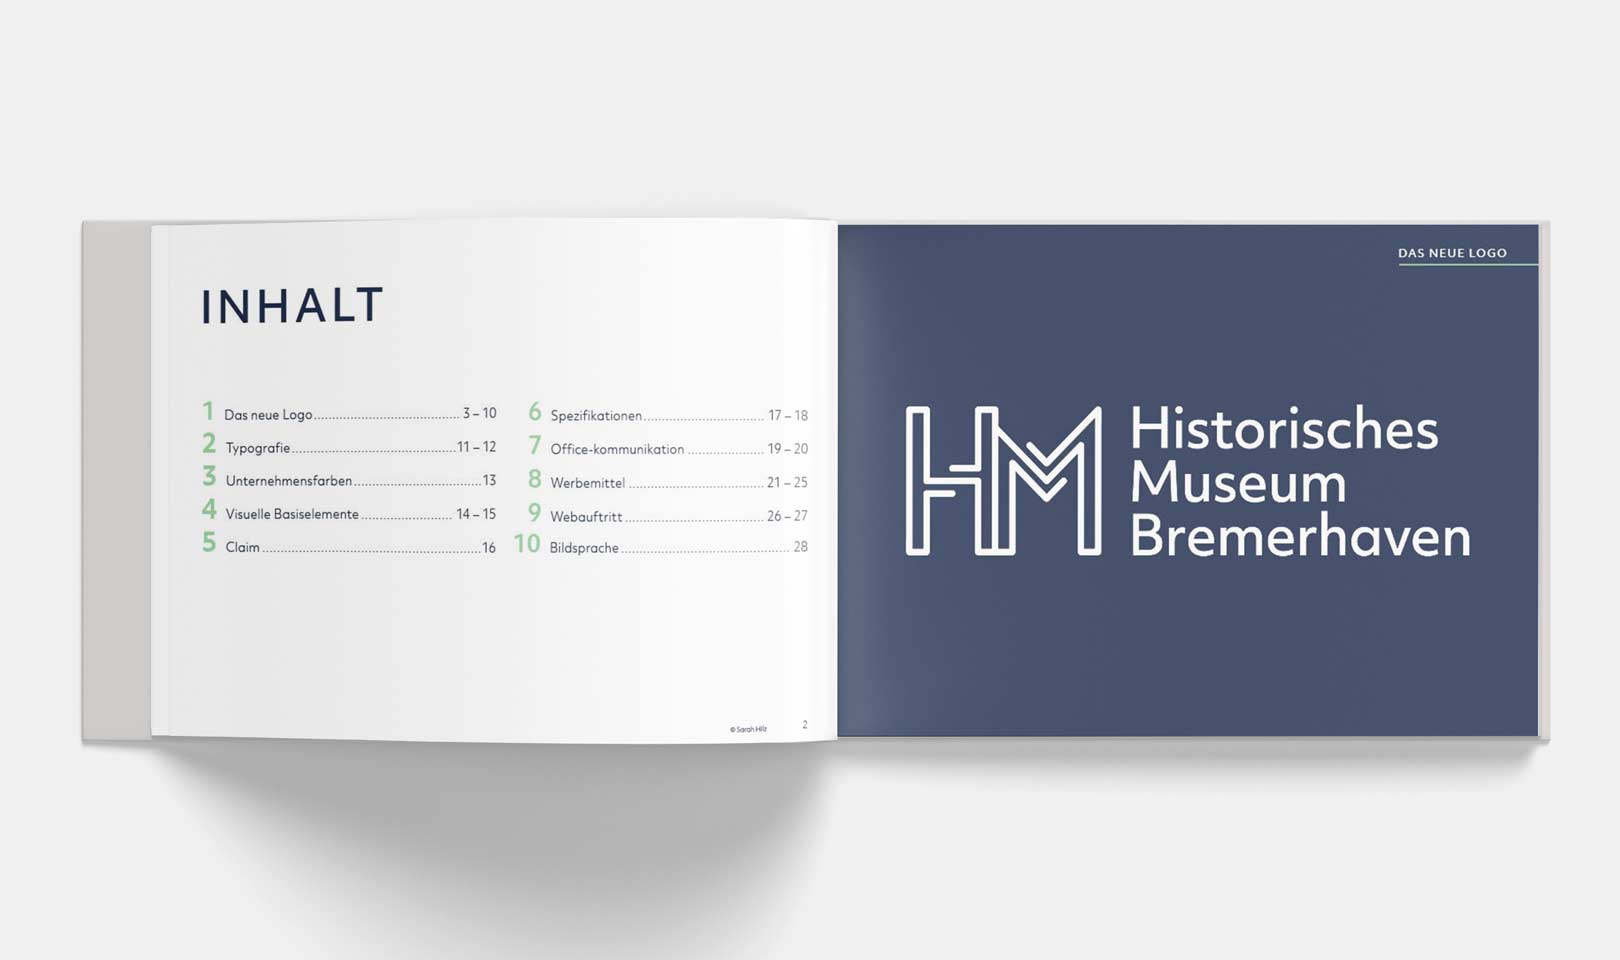 INHALT
1 Das neue Logo 3 – 10
2 Typografie 11 – 12
3 Unternehmensfarben 13
4 Visuelle Basiselemente 14 – 15
5 Claim 16
6 Spezifikationen 17 – 18
7 Office-kommunikation 19 – 20
8 Werbemittel 21 – 25
9 Webauftritt 26 – 27
10 Bildsprache 28
© Sarah Hilz 2
DAS NEUE LOGO
HM
Historisches
Museum
Bremerhaven